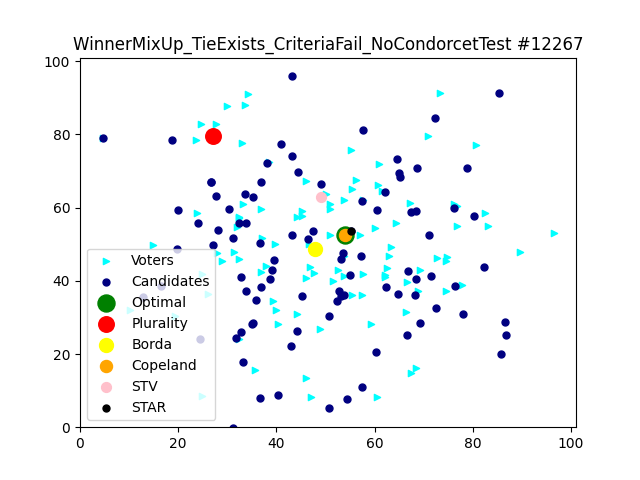 WinnerMixUp_TieExists_CriteriaFail_NoCondorcetTest #12267
100
80
60
40
20
0
Voters
Candidates
Optimal
Plurality
Borda
Copeland
STV
STAR
0 20 40 60 80 100